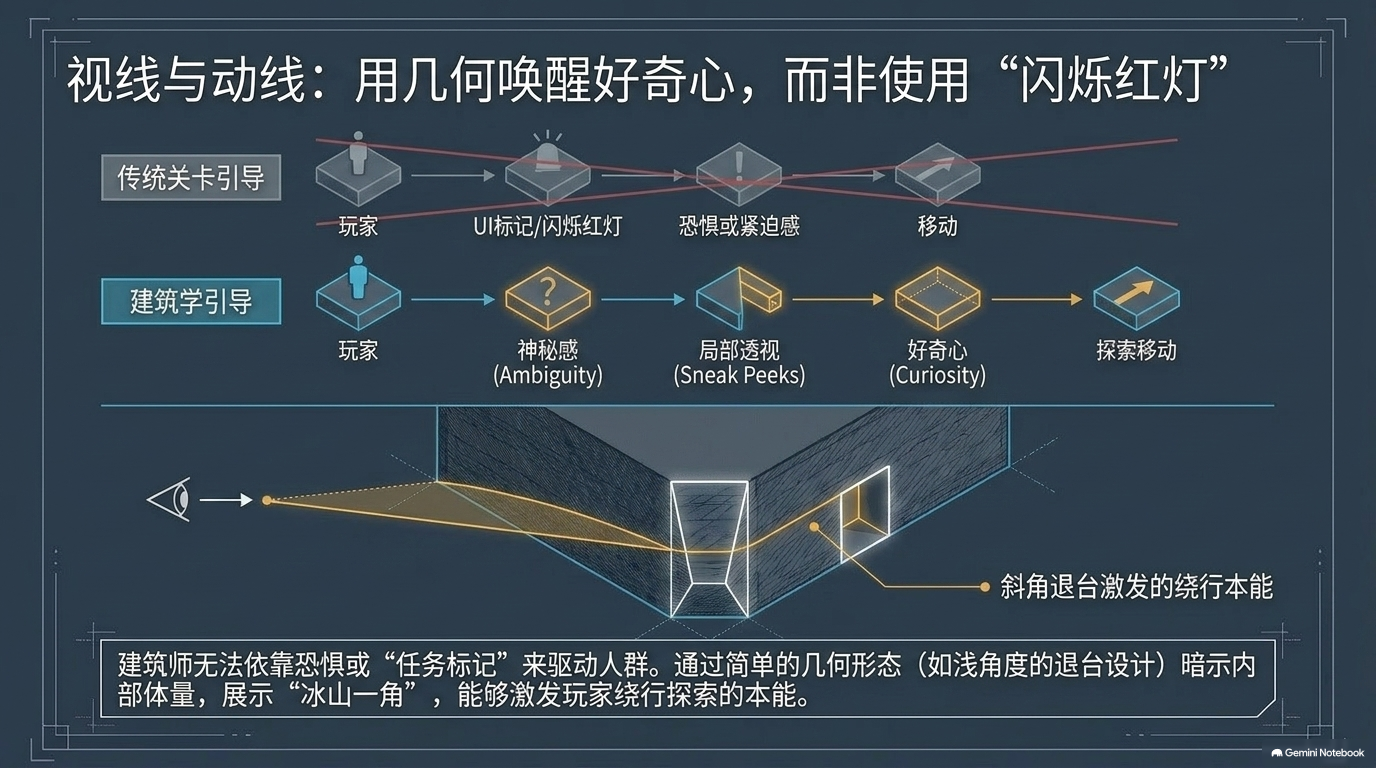 视线与动线：用几何唤醒好奇心，而非使用“闪烁红灯”
传统关卡引导
玩家
UI标记/闪烁红灯
恐惧或紧迫感
移动
建筑学引导
玩家
神秘感
(Ambiguity)
局部透视
(Sneak Peeks)
好奇心
(Curiosity)
探索移动
斜角退台激发的绕行本能
建筑师无法依靠恐惧或“任务标记”来驱动人群。通过简单的几何形态（如浅角度的退台设计）暗示内
部体量，展示“冰山一角”，能够激发玩家绕行探索的本能。
Gemini Notebook